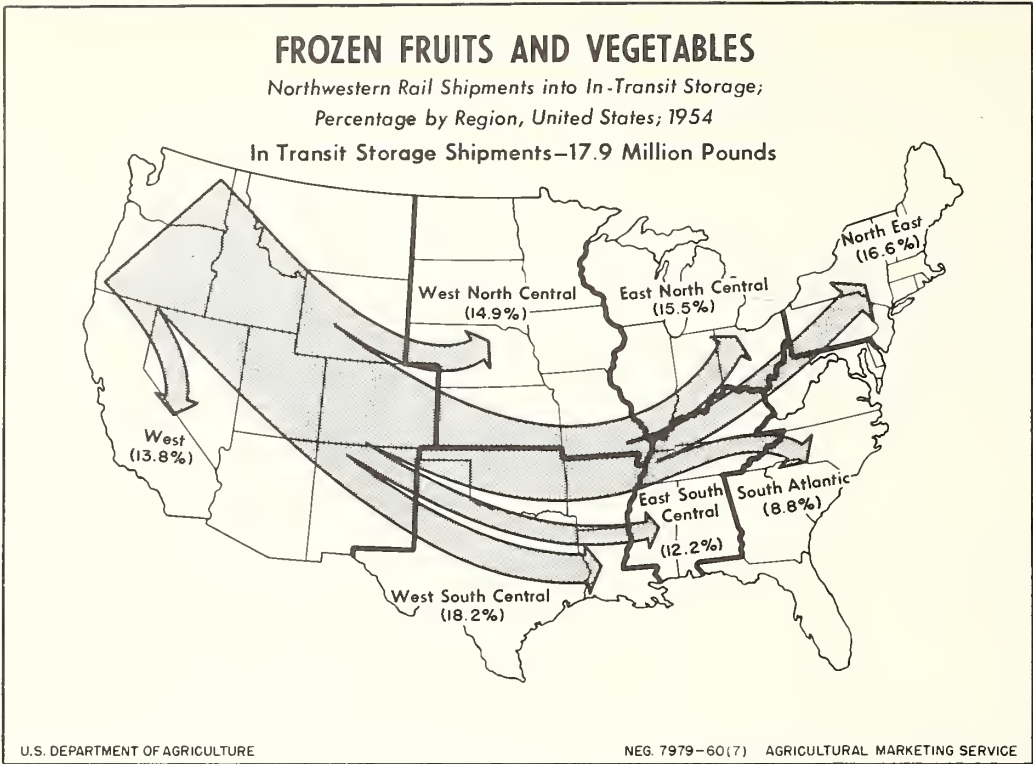 FROZEN FRUITS AND VEGETABLES
Northwestern Rail Shipments into In-Transit Storage;
Percentage by Region, United States; 1954
In Transit Storage Shipments—17.9 Million Pounds
North East
(16.6%)
West North Central
(14.9%)
East North Central
(15.5%)
West
(13.8%)
East South
Central
(12.2%)
South Atlantic
(8.8%)
West South Central
(18.2%)
U.S. DEPARTMENT OF AGRICULTURE
NEG. 7979-60(7) AGRICULTURAL MARKETING SERVICE